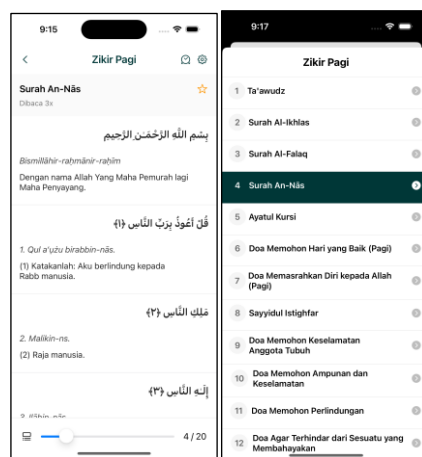 9:15
Zikir Pagi
Surah An-Nās
Dibaca 3x
بِسْمِ اللَّهِ الرَّحْمَـٰنِ الرَّحِيمِ
Bismillāhir-raḥmānir-raḥīm
Dengan nama Allah Yang Maha Pemurah lagi
Maha Penyayang.
قُلْ أَعُوذُ بِرَبِّ النَّاسِ ﴿١﴾
1. Qul a'ụżu birabbin-nās.
(1) Katakanlah: Aku berlindung kepada
Rabb manusia.
مَلِكِ النَّاسِ ﴿٢﴾
2. Malikin-ns.
(2) Raja manusia.
إِلَـٰهِ النَّاسِ ﴿٣﴾
4 / 20
9:17
Zikir Pagi
1 Ta'awudz
2 Surah Al-Ikhlas
3 Surah Al-Falaq
4 Surah An-Nās
5 Ayatul Kursi
6 Doa Memohon Hari yang Baik (Pagi)
7 Doa Memasrahkan Diri kepada Allah
(Pagi)
8 Sayyidul Istighfar
9 Doa Memohon Keselamatan
Anggota Tubuh
10 Doa Memohon Ampunan dan
Keselamatan
11 Doa Memohon Perlindungan
12 Doa Agar Terhindar dari Sesuatu yang
Membahayakan